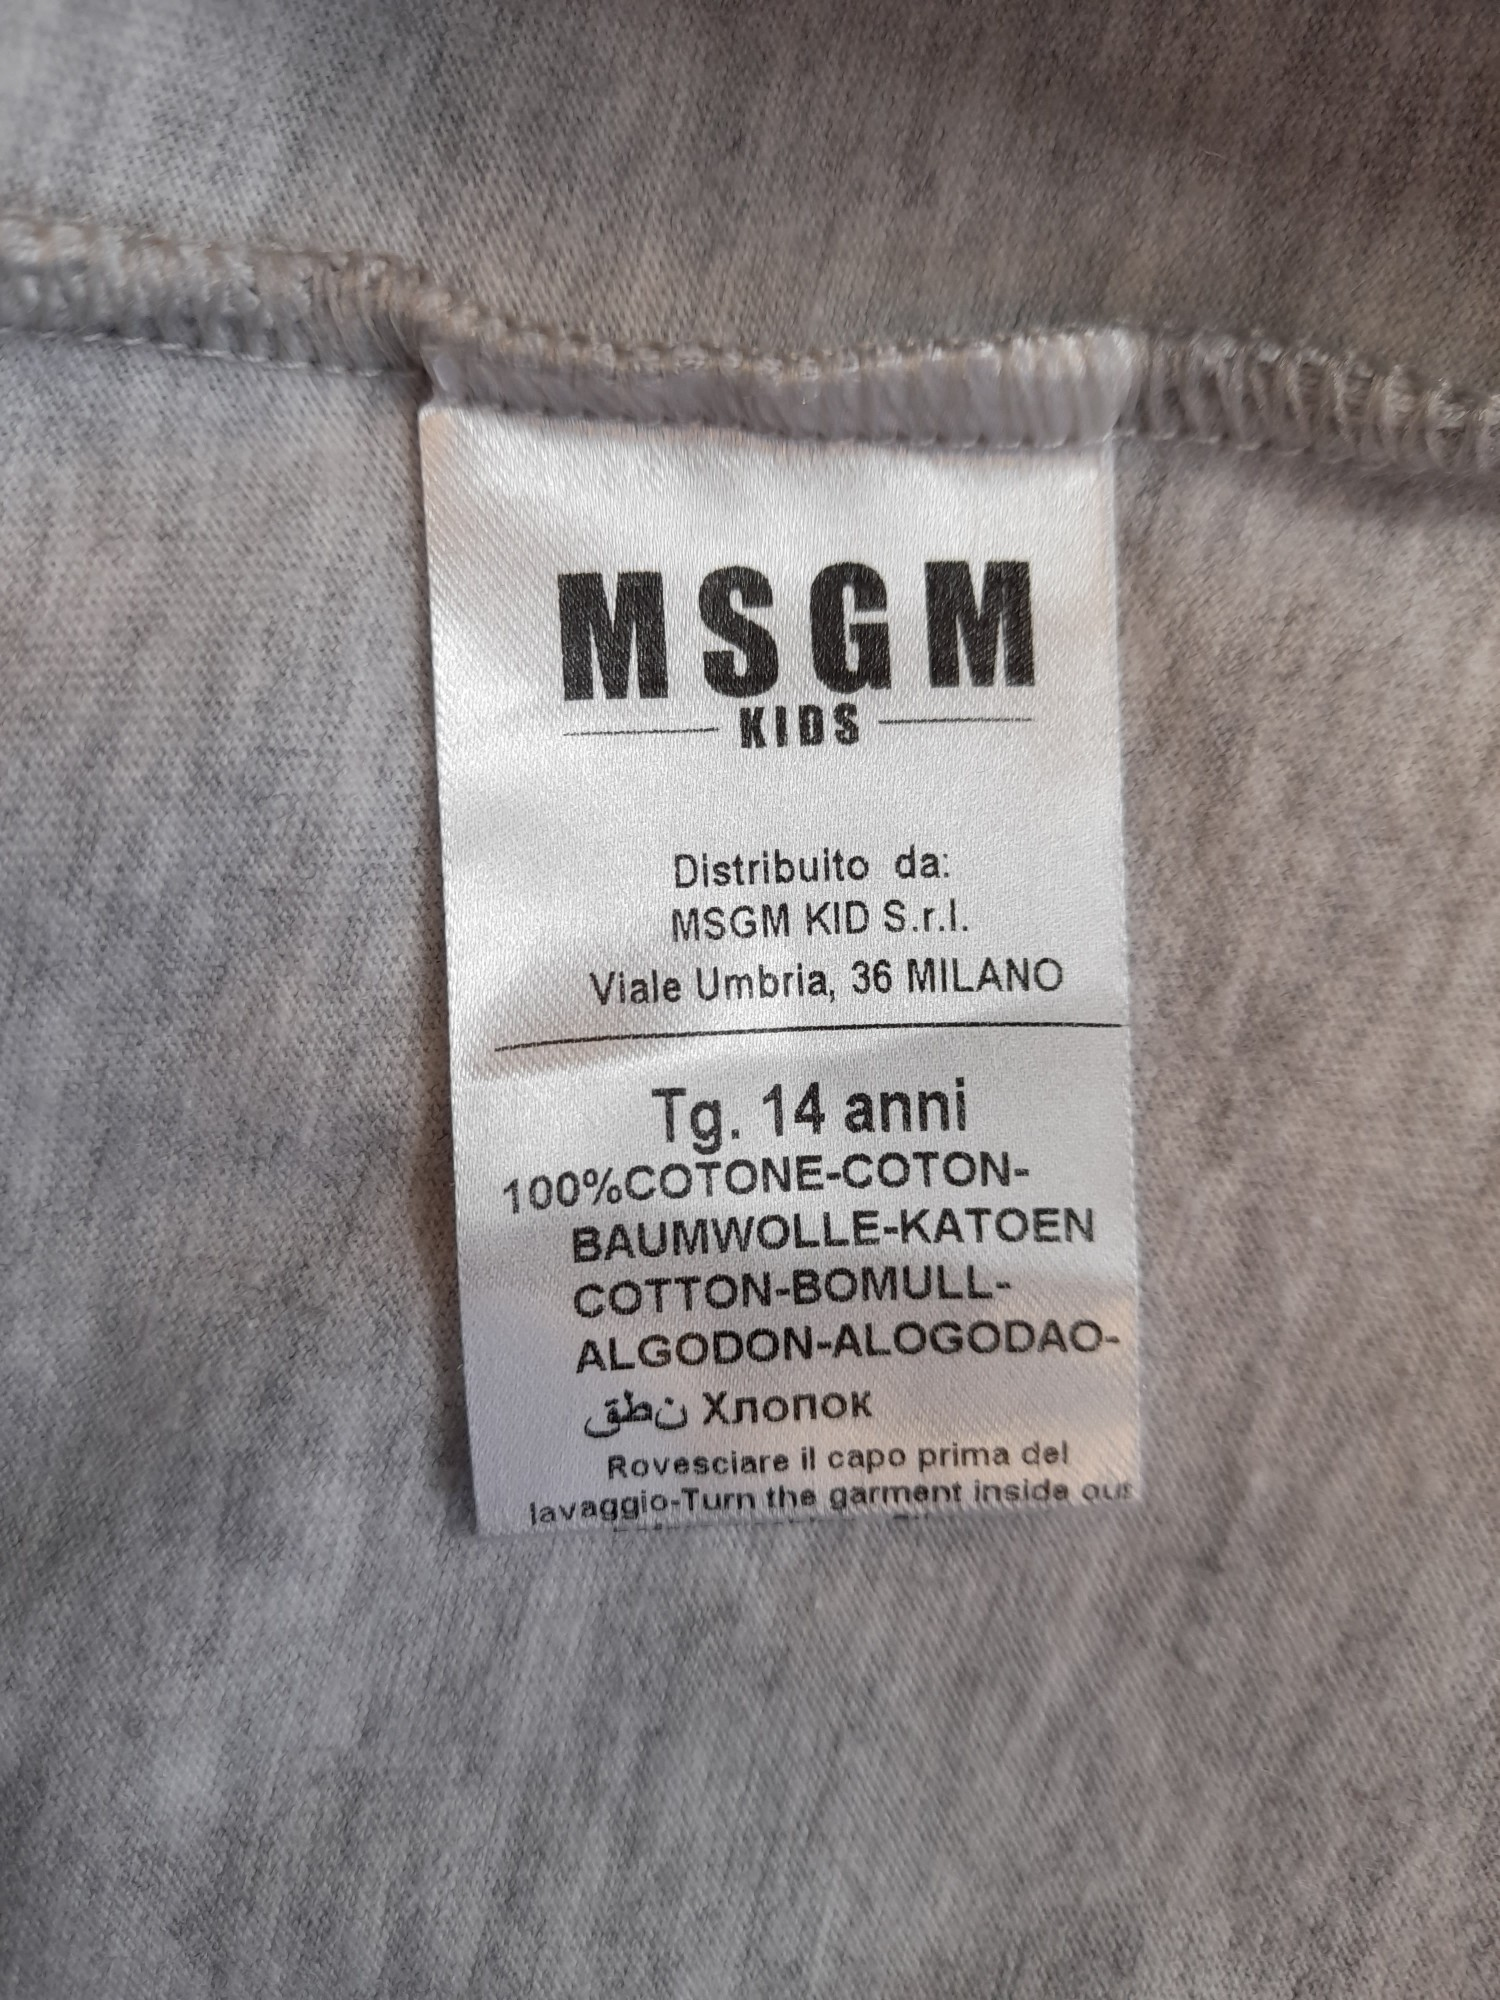 MSGM
KIDS
Distribuito da:
MSGM KID S.r.l.
Viale Umbria, 36 MILANO
Tg. 14 anni
100%COTONE-COTON-
BAUMWOLLE-KATOEN
COTTON-BOMULL-
ALGODON-ALOGODAO-
قطن Хлопок
Rovesciare il capo prima del
lavaggio-Turn the garment inside out